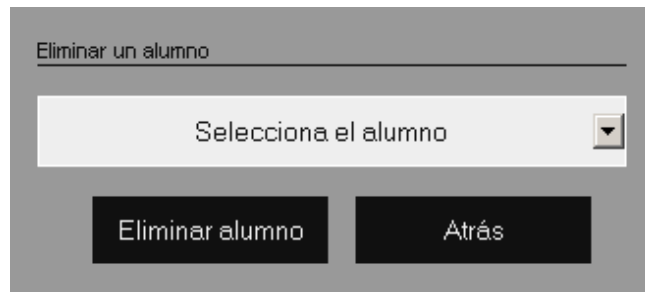 Eliminar un alumno
Selecciona el alumno
Eliminar alumno
Atrás